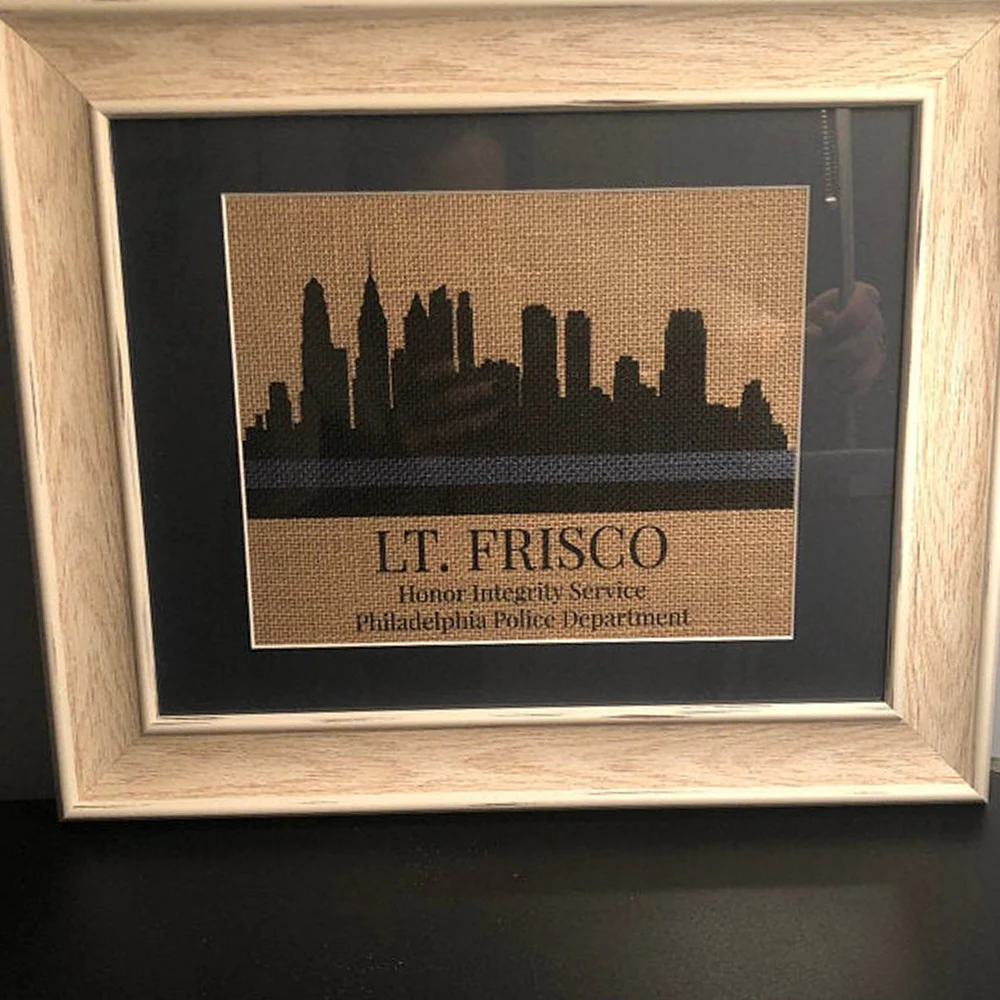 LT. FRISCO
Honor Integrity Service
Philadelphia Police Department